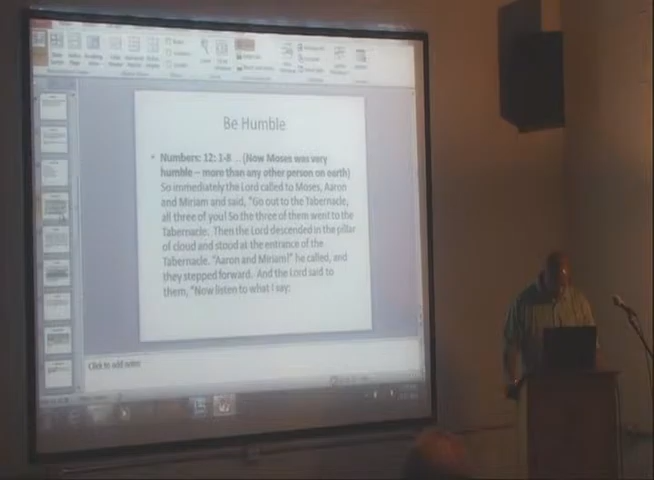 Be Humble
• Numbers: 12: 1-8 ... (Now Moses was very
humble – more than any other person on earth)
So immediately the Lord called to Moses, Aaron
and Miriam and said, "Go out to the Tabernacle,
all three of you! So the three of them went to the
Tabernacle. Then the Lord descended in the pillar
of cloud and stood at the entrance of the
Tabernacle. "Aaron and Miriam!" he called, and
they stepped forward. And the Lord said to
them, "Now listen to what I say:
Click to add notes